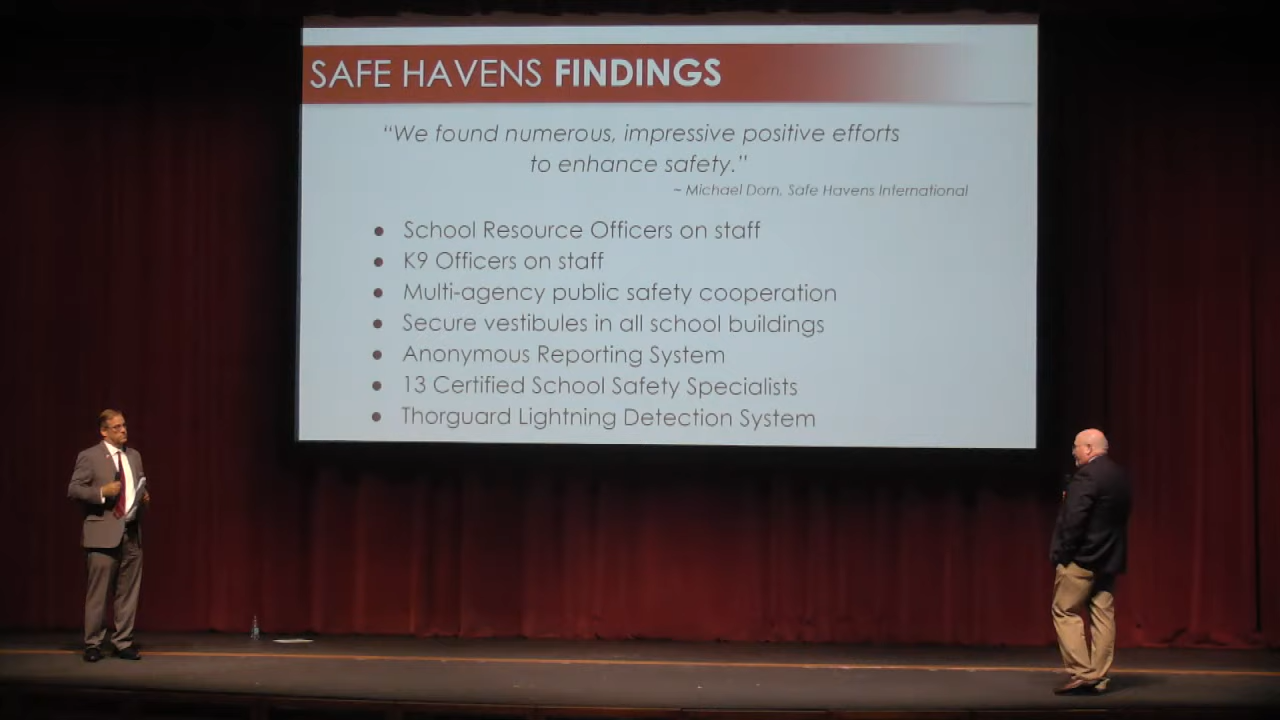 SAFE HAVENS FINDINGS
“We found numerous, impressive positive efforts
to enhance safety.”
~ Michael Dorn, Safe Havens International
● School Resource Officers on staff
● K9 Officers on staff
● Multi-agency public safety cooperation
● Secure vestibules in all school buildings
● Anonymous Reporting System
● 13 Certified School Safety Specialists
● Thorguard Lightning Detection System